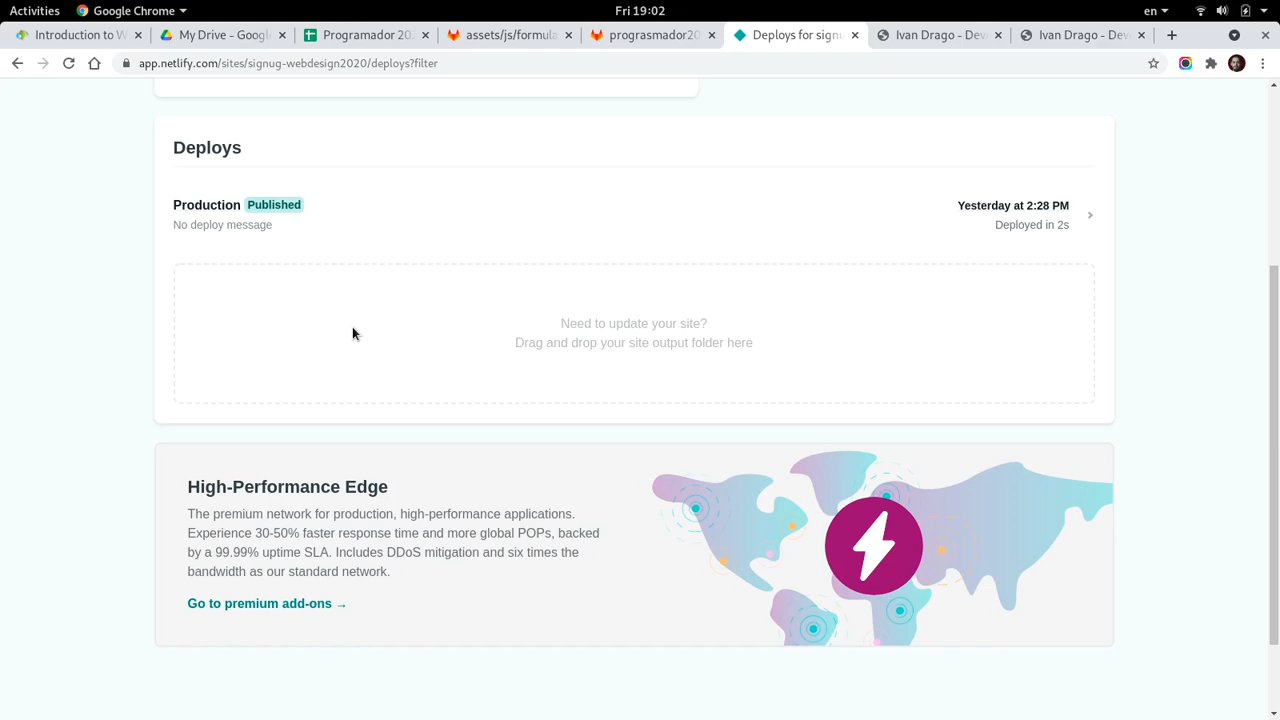 Activities
Google Chrome
Fri 19:02
en
Introduction to W
My Drive - Google
Programador 202
assets/js/formula
prograsmador20
Deploys for signu
Ivan Drago - Dev
Ivan Drago - Dev
app.netlify.com/sites/signug-webdesign2020/deploys?filter
Deploys
Production Published
Yesterday at 2:28 PM
No deploy message
Deployed in 2s
Need to update your site?
Drag and drop your site output folder here
High-Performance Edge
The premium network for production, high-performance applications.
Experience 30-50% faster response time and more global POPs, backed
by a 99.99% uptime SLA. Includes DDoS mitigation and six times the
bandwidth as our standard network.
Go to premium add-ons →